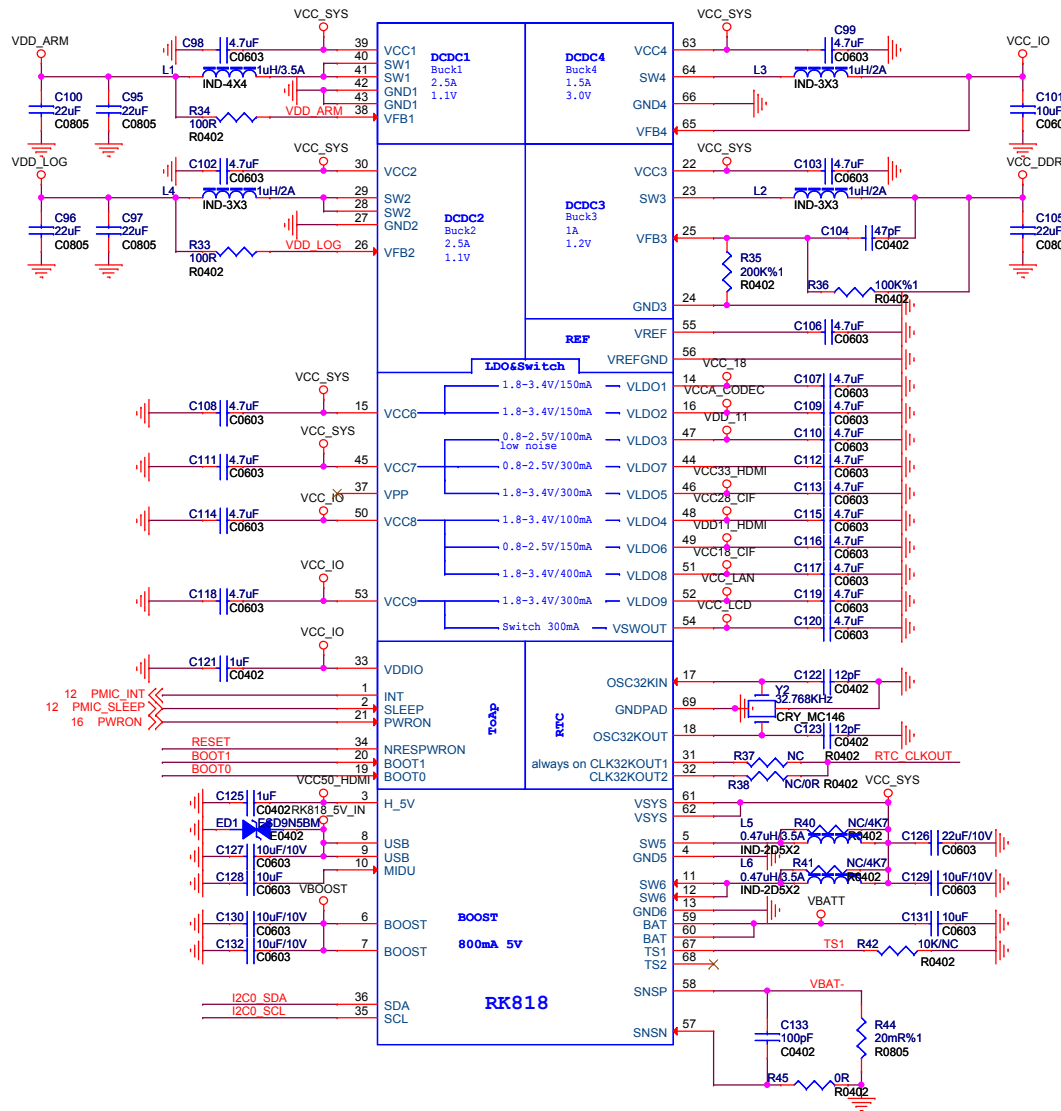 VCC_SYS
VCC_SYS
VDD_ARM
C98
4.7uF
C0603
39
VCC1
40
SW1
L1
1uH/3.5A
IND-4X4
41
SW1
42
GND1
43
GND1
C100
22uF
C0805
C95
22uF
C0805
R34
100R
R0402
VDD_ARM
38
VFB1
DCDC1
Buck1
2.5A
1.1V
DCDC4
Buck4
1.5A
3.0V
63
VCC4
C99
4.7uF
C0603
VCC_IO
64
SW4
L3
1uH/2A
IND-3X3
66
GND4
65
VFB4
C101
10uF
C060
VDD_LOG
VCC_SYS
C102
4.7uF
C0603
30
VCC2
L4
1uH/2A
IND-3X3
29
SW2
28
SW2
27
GND2
C96
22uF
C0805
C97
22uF
C0805
R33
100R
R0402
VDD_LOG
26
VFB2
DCDC2
Buck2
2.5A
1.1V
DCDC3
Buck3
1A
1.2V
VCC_SYS
22
VCC3
C103
4.7uF
C0603
VCC_DDR
23
SW3
L2
1uH/2A
IND-3X3
25
VFB3
C104
47pF
C0402
C105
22uF
C080
R35
200K%1
R0402
R36
100K%1
R0402
24
GND3
REF
55
VREF
C106
4.7uF
C0603
56
VREFGND
LDO&Switch
VCC_18
1.8-3.4V/150mA
VLDO1
14
C107
4.7uF
C0603
VCC_SYS
C108
4.7uF
C0603
15
VCC6
VCCA_CODEC
1.8-3.4V/150mA
VLDO2
16
C109
4.7uF
C0603
VDD_11
0.8-2.5V/100mA
low noise
VLDO3
47
C110
4.7uF
C0603
VCC_SYS
C111
4.7uF
C0603
45
VCC7
0.8-2.5V/300mA
VLDO7
44
C112
4.7uF
C0603
37
VPP
VCC33_HDMI
1.8-3.4V/300mA
VLDO5
46
C113
4.7uF
C0603
VCC_IO
C114
4.7uF
C0603
50
VCC8
VCC28_CIF
1.8-3.4V/100mA
VLDO4
48
C115
4.7uF
C0603
VDD11_HDMI
0.8-2.5V/150mA
VLDO6
49
C116
4.7uF
C0603
VCC18_CIF
1.8-3.4V/400mA
VLDO8
51
C117
4.7uF
C0603
VCC_IO
C118
4.7uF
C0603
53
VCC9
VCC_LAN
1.8-3.4V/300mA
VLDO9
52
C119
4.7uF
C0603
VCC_LCD
Switch 300mA
VSWOUT
54
C120
4.7uF
C0603
VCC_IO
C121
1uF
C0402
33
VDDIO
12 PMIC_INT
1
INT
12 PMIC_SLEEP
2
SLEEP
16 PWRON
21
PWRON
RESET
34
NRESPWRON
BOOT1
20
BOOT1
BOOT0
19
BOOT0
ToAp
RTC
OSC32KIN
17
C122
12pF
C0402
GNDPAD
69
Y2
32.768KHz
CRY_MC146
OSC32KOUT
18
C123
12pF
C0402
always on CLK32KOUT1
31
R37
NC
R0402
RTC_CLKOUT
CLK32KOUT2
32
R38
NC/0R
R0402
VCC50_HDMI
C125
1uF
C0402
3
H_5V
RK818_5V_IN
ED1
ESD9N5BM
E0402
8
USB
C127
10uF/10V
C0603
9
USB
C128
10uF
C0603
10
MIDU
VBOOST
C130
10uF/10V
C0603
6
BOOST
C132
10uF/10V
C0603
7
BOOST
BOOST
800mA 5V
RK818
I2C0_SDA
36
SDA
I2C0_SCL
35
SCL
VCC_SYS
VSYS
61
VSYS
62
SW5
5
L5
0.47uH/3.5A
IND-2D5X2
R40
NC/4K7
R0402
C126
22uF/10V
C0603
GND5
4
L6
0.47uH/3.5A
IND-2D5X2
R41
NC/4K7
R0402
SW6
11
C129
10uF/10V
C0603
SW6
12
GND6
13
VBATT
BAT
59
C131
10uF
C0603
BAT
60
TS1
67
TS1
R42
10K/NC
R0402
TS2
68
SNSP
58
VBAT-
C133
100pF
C0402
R44
20mR%1
R0805
SNSN
57
R45
0R
R0402